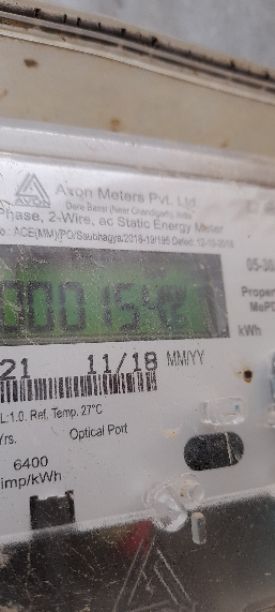 AVON
Avon Meters Pvt. Ltd.
Dera Bassi (Near Chandigarh), India
Phase, 2-Wire, ac Static Energy Meter
o : ACE(MM)/PO/Saubhagya/2018-19/195 Dated: 12-10-2018
05-30
Proper
kWh
21 11/18 MM/YY
L:1.0. Ref. Temp. 27°C
Yrs. Optical Port
6400
imp/kWh